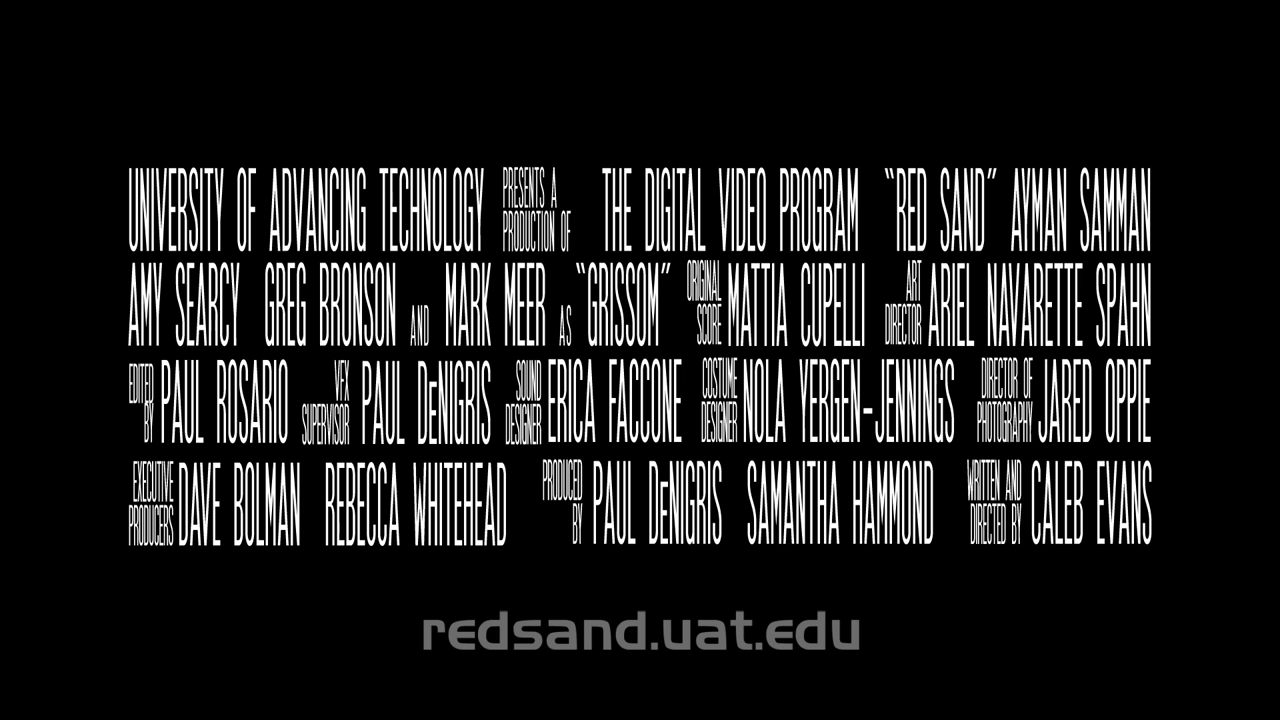 UNIVERSITY OF ADVANCING TECHNOLOGY PRESENTS A PRODUCTION OF THE DIGITAL VIDEO PROGRAM “RED SAND” AYMAN SAMMAN
AMY SEARCY GREG BRONSON AND MARK MEER AS “GRISSOM” ORIGINAL SCORE MATTIA CUPELLI ART DIRECTOR ARIEL NAVARETTE SPAHN
EDITED BY PAUL ROSARIO VFX SUPERVISOR PAUL DeNIGRIS SOUND DESIGNER ERICA FACCONE COSTUME DESIGNER NOLA YERGEN-JENNINGS DIRECTOR OF PHOTOGRAPHY JARED OPPIE
EXECUTIVE PRODUCERS DAVE BOLMAN REBECCA WHITEHEAD PRODUCED BY PAUL DeNIGRIS SAMANTHA HAMMOND WRITTEN AND DIRECTED BY CALEB EVANS
redsand.uat.edu